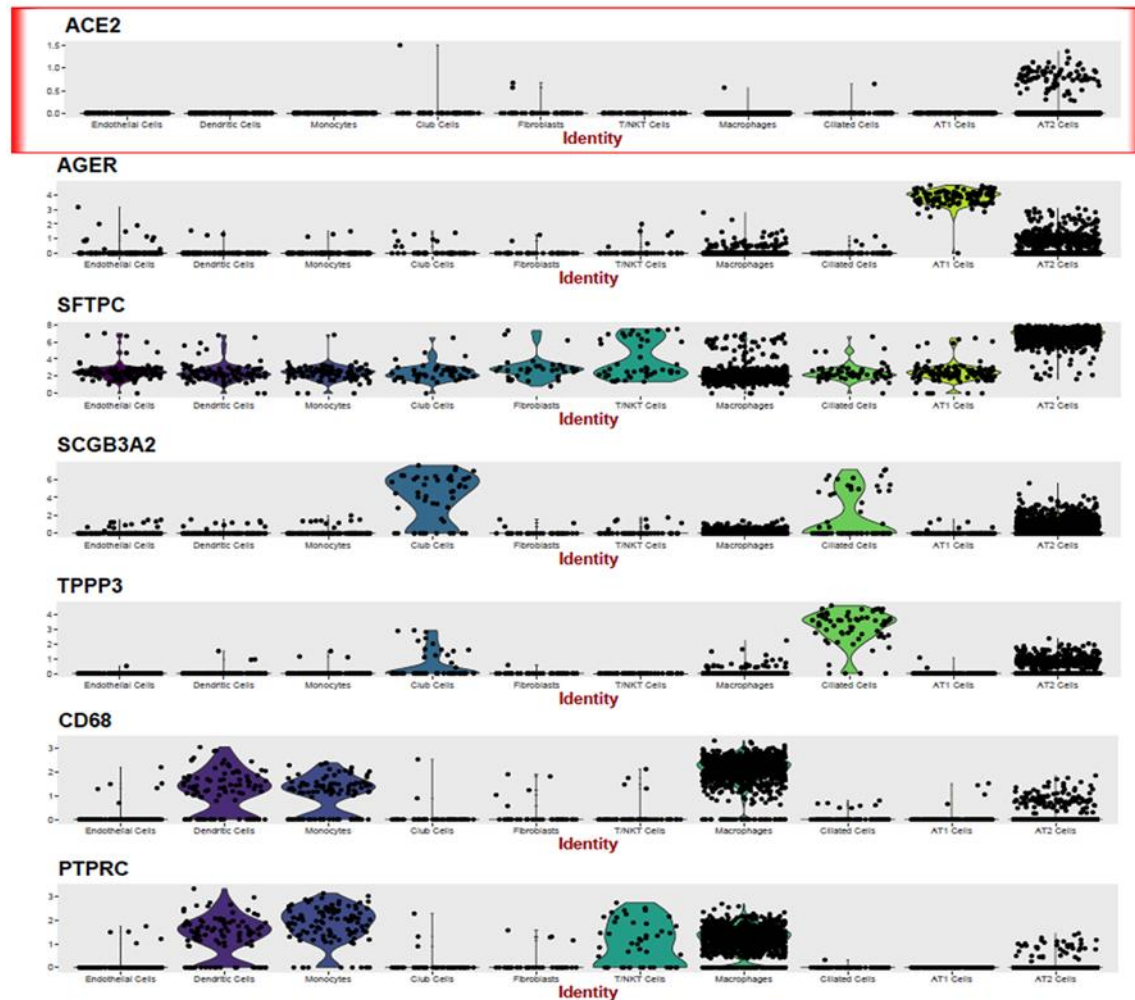 ACE2
1.5
1.0
0.5
0.0
Endothelial Cells Dendritic Cells Monocytes Club Cells Fibroblasts T/NKT Cells Macrophages Ciliated Cells AT1 Cells AT2 Cells
Identity
AGER
4
3
2
1
0
Endothelial Cells Dendritic Cells Monocytes Club Cells Fibroblasts T/NKT Cells Macrophages Ciliated Cells AT1 Cells AT2 Cells
Identity
SFTPC
8
6
4
2
0
Endothelial Cells Dendritic Cells Monocytes Club Cells Fibroblasts T/NKT Cells Macrophages Ciliated Cells AT1 Cells AT2 Cells
Identity
SCGB3A2
6
4
2
0
Endothelial Cells Dendritic Cells Monocytes Club Cells Fibroblasts T/NKT Cells Macrophages Ciliated Cells AT1 Cells AT2 Cells
Identity
TPPP3
4
3
2
1
0
Endothelial Cells Dendritic Cells Monocytes Club Cells Fibroblasts T/NKT Cells Macrophages Ciliated Cells AT1 Cells AT2 Cells
Identity
CD68
3
2
1
0
Endothelial Cells Dendritic Cells Monocytes Club Cells Fibroblasts T/NKT Cells Macrophages Ciliated Cells AT1 Cells AT2 Cells
Identity
PTPRC
3
2
1
0
Endothelial Cells Dendritic Cells Monocytes Club Cells Fibroblasts T/NKT Cells Macrophages Ciliated Cells AT1 Cells AT2 Cells
Identity